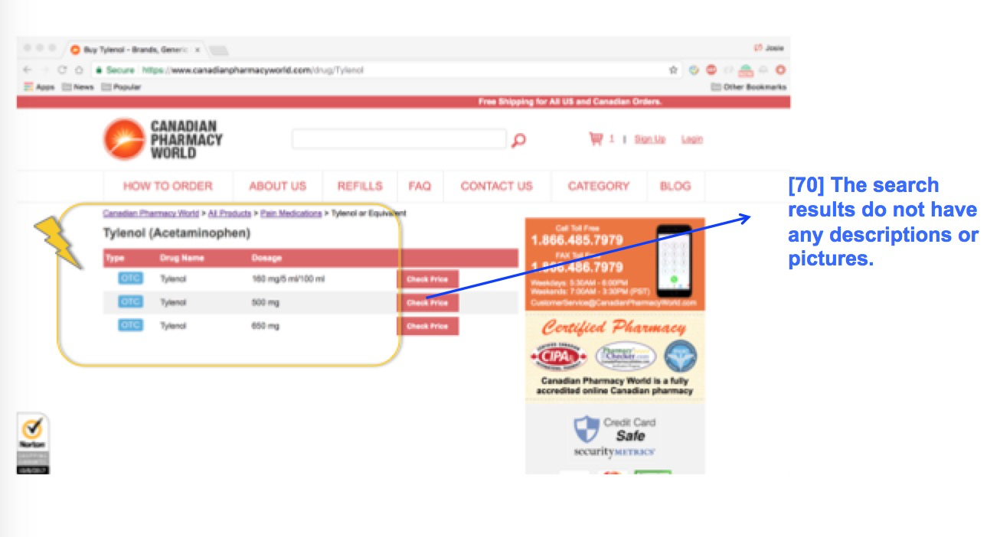 Buy Tylenol - Brands, Generic
Josie
Secure https://www.canadianpharmacyworld.com/drug/Tylenol
Apps News Popular Other Bookmarks
Free Shipping for All US and Canadian Orders.
CANADIAN
PHARMACY
WORLD
1 | Sign Up Login
HOW TO ORDER ABOUT US REFILLS FAQ CONTACT US CATEGORY BLOG
Canadian Pharmacy World > All Products > Pain Medications > Tylenol or Equivalent
Tylenol (Acetaminophen)
Type Drug Name Dosage
OTC Tylenol 160 mg/5 ml/100 ml Check Price
OTC Tylenol 500 mg Check Price
OTC Tylenol 650 mg Check Price
Call Toll Free
1.866.485.7979
FAX Toll Free
1.866.486.7979
Weekdays: 5:30AM - 6:00PM
Weekends: 7:00AM - 3:30PM (PST)
CustomerService@CanadianPharmacyWorld.com
Certified Pharmacy
CIPA
Pharmacy
Checker.com
Canadian Pharmacy World is a fully
accredited online Canadian pharmacy
Credit Card
Safe
securityMETRICS
Norton
[70] The search
results do not have
any descriptions or
pictures.